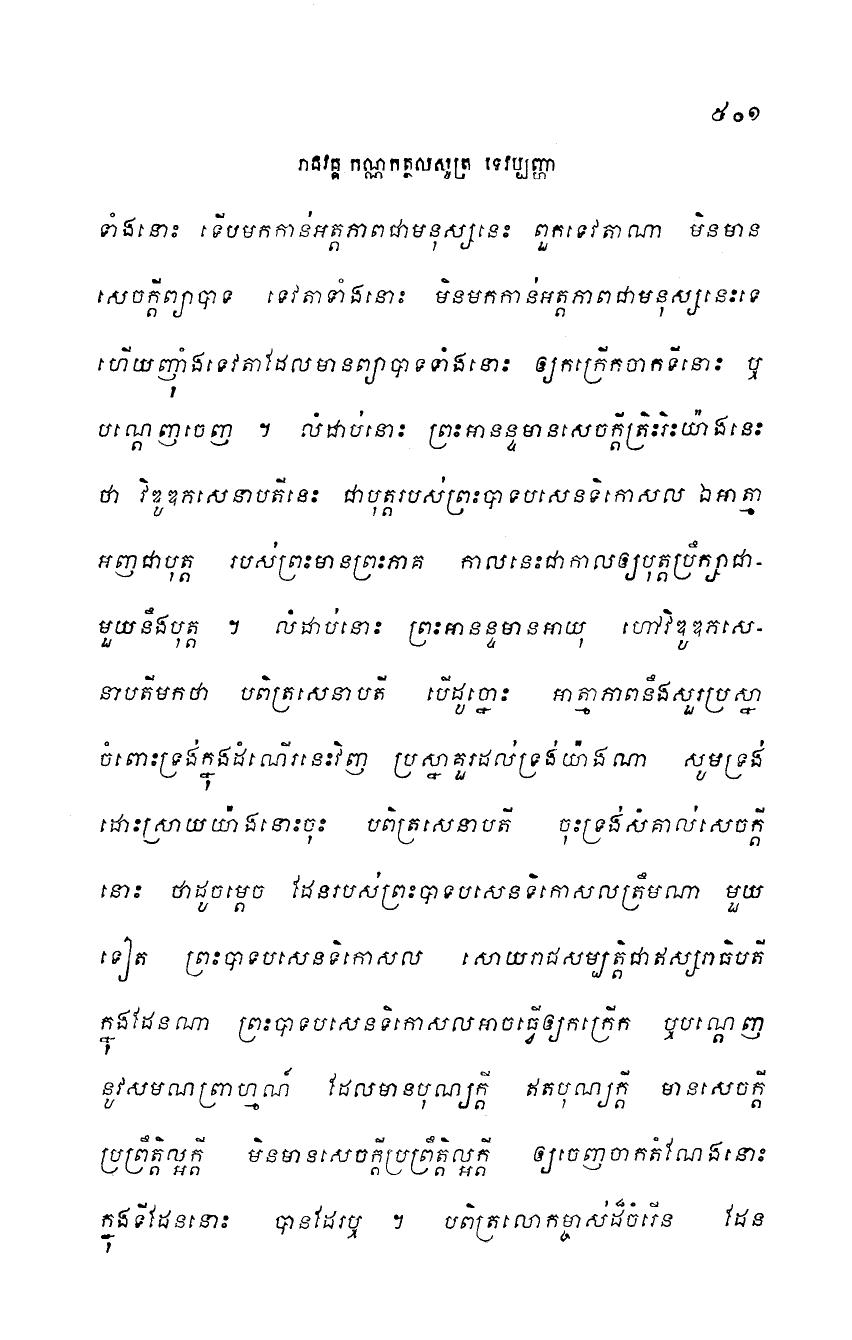 ៥០១
រាជវគ្គ កណ្ណកត្ថលសូត្រ ទេវប្បញ្ហា
ទាំងនោះ ទើបមកកាន់អត្តភាពជាមនុស្សនេះ ពួកទេវតាណា មិនមាន
សេចក្តីព្យាបាទ ទេវតាទាំងនោះ មិនមកកាន់អត្តភាពជាមនុស្សនេះទេ
ហើយញុំាងទេវតាដែលមានព្យាបាទទាំងនោះ ឲ្យកក្រើកចាកទីនោះ ឬ
បណ្តេញចេញ ។ លំដាប់នោះ ព្រះអានន្ទមានសេចក្តីត្រិះរិះយ៉ាងនេះ
ថា វិឌូឌភសេនាបតីនេះ ជាបុត្តរបស់ព្រះបាទបសេនទិកោសល ឯអាត្មា
អញជាបុត្ត របស់ព្រះមានព្រះភាគ កាលនេះជាកាលឲ្យបុត្តប្រឹក្សាជា-
មួយនឹងបុត្ត ។ លំដាប់នោះ ព្រះអានន្ទមានអាយុ ហៅវិឌូឌភសេ-
នាបតីមកថា បពិត្រសេនាបតី បើដូច្នោះ អាត្មាភាពនឹងសួរប្រស្នា
ចំពោះទ្រង់ក្នុងដំណើរនេះវិញ ប្រស្នាគួរដល់ទ្រង់យ៉ាងណា សូមទ្រង់
ដោះស្រាយយ៉ាងនោះចុះ បពិត្រសេនាបតី ចុះទ្រង់សំគាល់សេចក្តី
នោះ ថាដូចម្តេច ដែនរបស់ព្រះបាទបសេនទិកោសលត្រឹមណា មួយ
ទៀត ព្រះបាទបសេនទិកោសល សោយរាជសម្បត្តិជាឥស្សរាធិបតី
ក្នុងដែនណា ព្រះបាទបសេនទិកោសលអាចធ្វើឲ្យកក្រើក ឬបណ្តេញ
នូវសមណព្រាហ្មណ៍ ដែលមានបុណ្យក្តី ឥតបុណ្យក្តី មានសេចក្តី
ប្រព្រឹត្តិល្អក្តី មិនមានសេចក្តីប្រព្រឹត្តិល្អក្តី ឲ្យចេញចាកតំណែងនោះ
ក្នុងទីដែននោះ បានដែរឬ ។ បពិត្រលោកម្ចាស់ដ៏ចំរើន ដែន